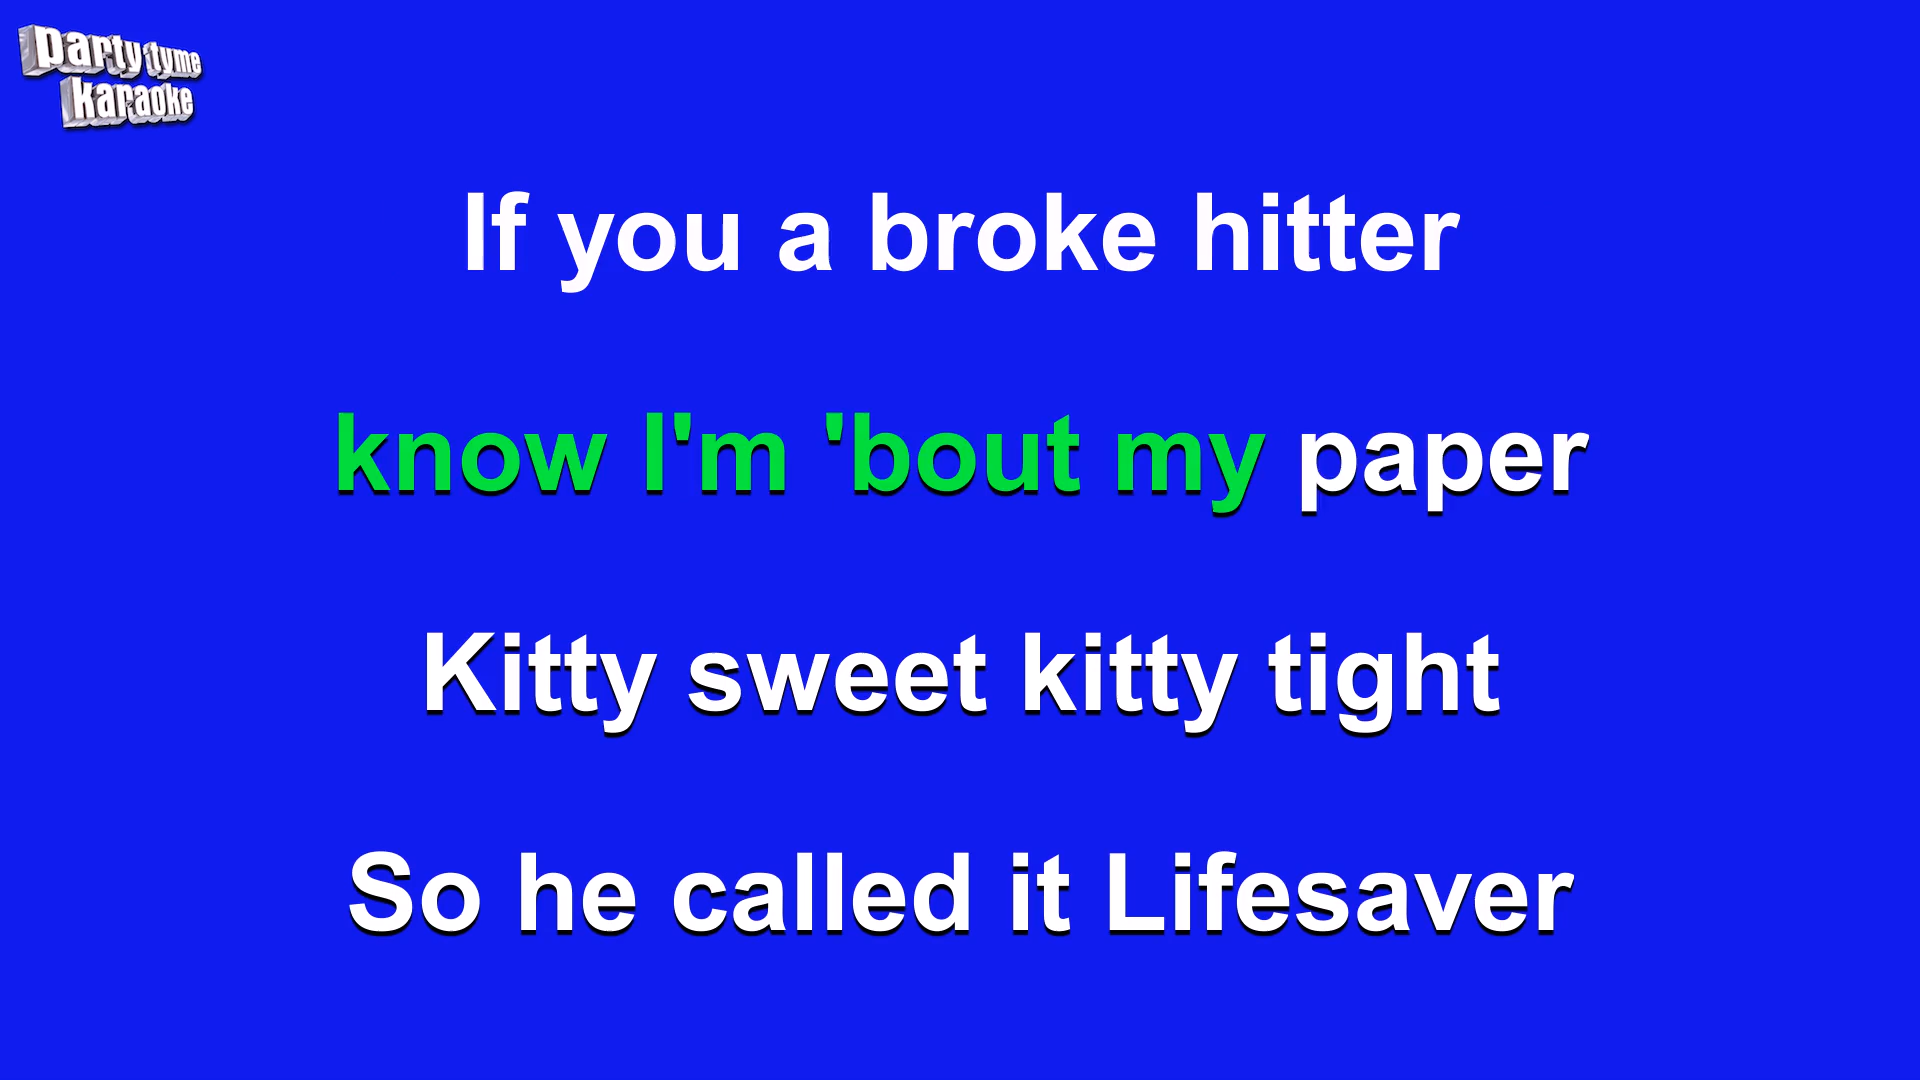 party tyme
karaoke
If you a broke hitter
know I'm 'bout my paper
Kitty sweet kitty tight
So he called it Lifesaver